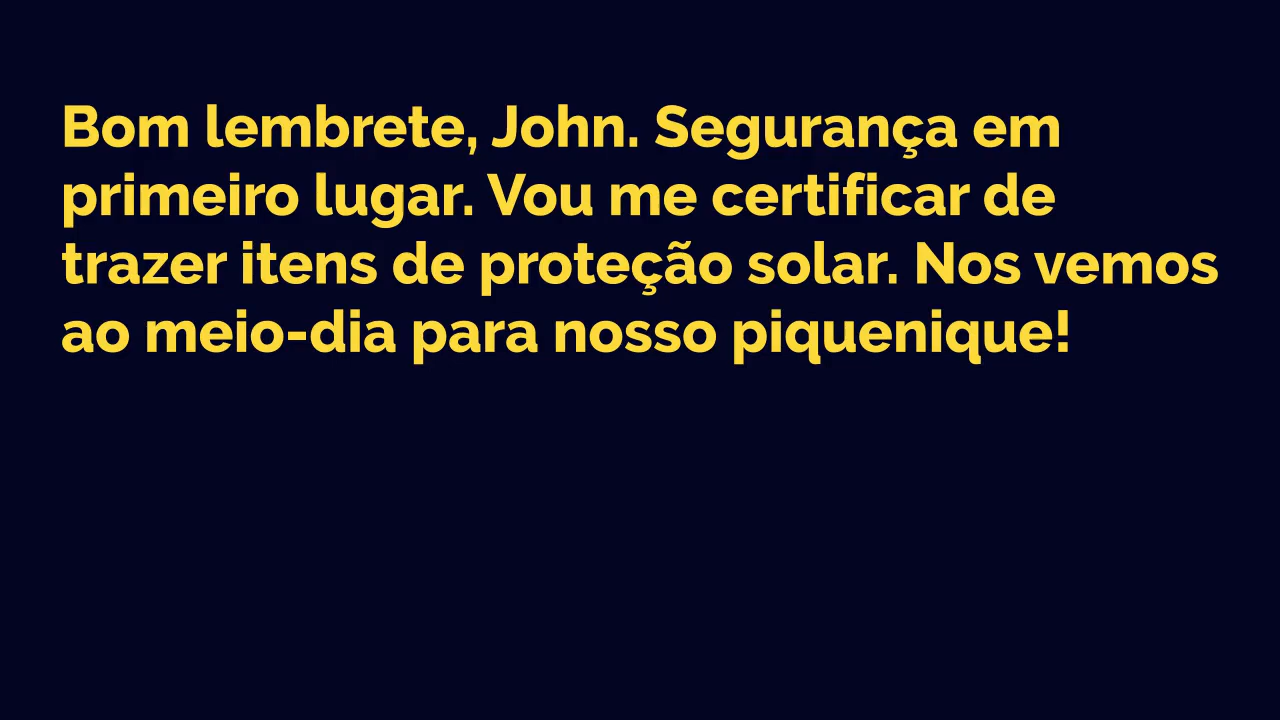 Bom lembrete, John. Segurança em
primeiro lugar. Vou me certificar de
trazer itens de proteção solar. Nos vemos
ao meio-dia para nosso piquenique!